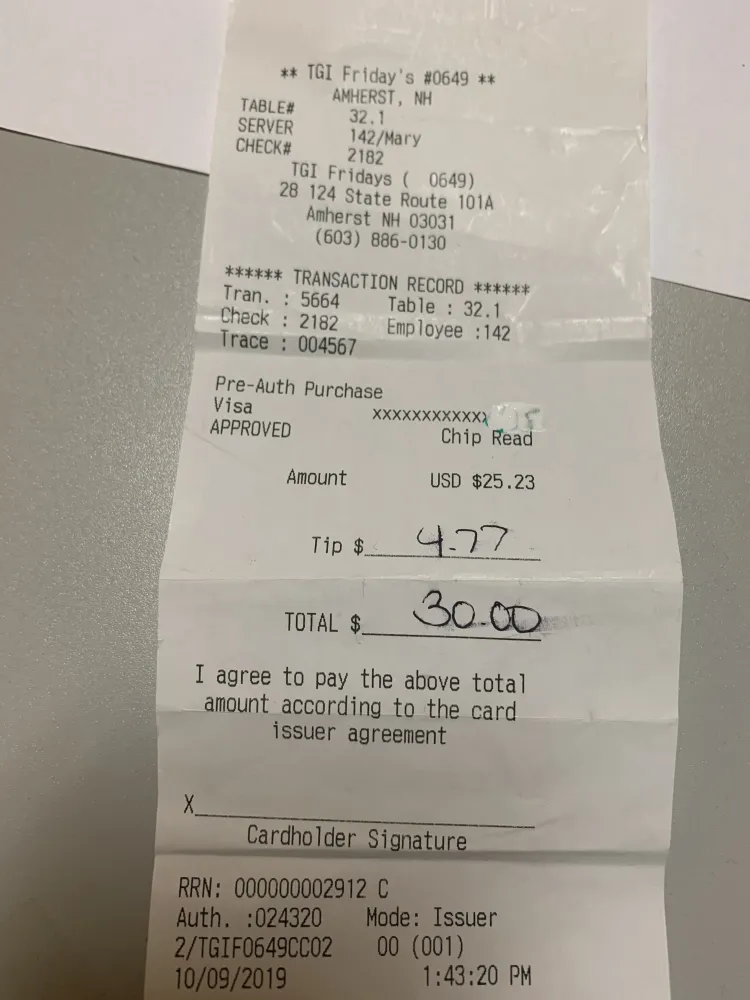 ** TGI Friday's #0649 **
AMHERST, NH
TABLE# 32.1
SERVER 142/Mary
CHECK# 2182
TGI Fridays ( 0649)
28 124 State Route 101A
Amherst NH 03031
(603) 886-0130
****** TRANSACTION RECORD ******
Tran. : 5664 Table : 32.1
Check : 2182 Employee :142
Trace : 004567
Pre-Auth Purchase
Visa XXXXXXXXXXXX
APPROVED Chip Read
Amount USD $25.23
Tip $ 4.77
TOTAL $ 30.00
I agree to pay the above total
amount according to the card
issuer agreement
X
Cardholder Signature
RRN: 000000002912 C
Auth. :024320 Mode: Issuer
2/TGIF0649CC02 00 (001)
10/09/2019 1:43:20 PM